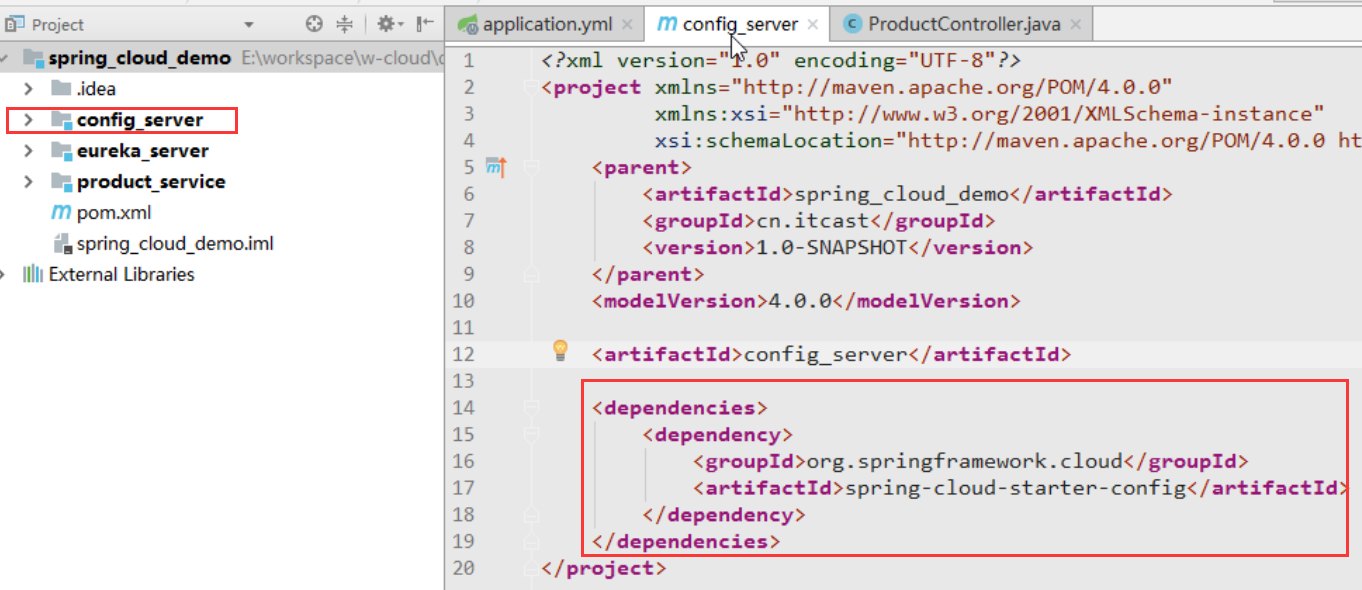 Project
spring_cloud_demo E:\workspace\w-cloud\
.idea
config_server
eureka_server
product_service
pom.xml
spring_cloud_demo.iml
External Libraries
application.yml
config_server
ProductController.java
1 <?xml version="1.0" encoding="UTF-8"?>
2 <project xmlns="http://maven.apache.org/POM/4.0.0"
3 xmlns:xsi="http://www.w3.org/2001/XMLSchema-instance"
4 xsi:schemaLocation="http://maven.apache.org/POM/4.0.0 ht
5 <parent>
6 <artifactId>spring_cloud_demo</artifactId>
7 <groupId>cn.itcast</groupId>
8 <version>1.0-SNAPSHOT</version>
9 </parent>
10 <modelVersion>4.0.0</modelVersion>
11
12 <artifactId>config_server</artifactId>
13
14 <dependencies>
15 <dependency>
16 <groupId>org.springframework.cloud</groupId>
17 <artifactId>spring-cloud-starter-config</artifactId>
18 </dependency>
19 </dependencies>
20 </project>